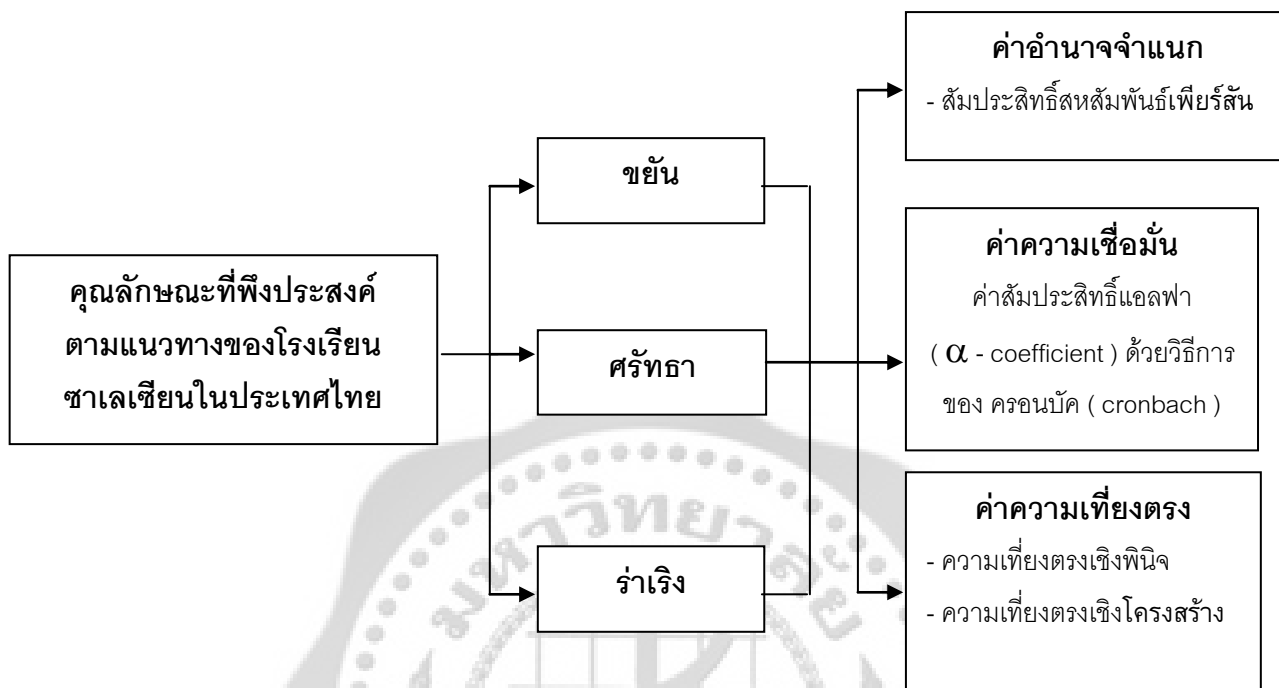 คุณลักษณะที่พึงประสงค์
ตามแนวทางของโรงเรียน
ซาเลเซียนในประเทศไทย
ขยัน
ศรัทธา
ร่าเริง
ค่าอำนาจจำแนก
- สัมประสิทธิ์สหสัมพันธ์เพียร์สัน
ค่าความเชื่อมั่น
ค่าสัมประสิทธิ์แอลฟา
( α - coefficient ) ด้วยวิธีการ
ของ ครอนบัค ( cronbach )
ค่าความเที่ยงตรง
- ความเที่ยงตรงเชิงพินิจ
- ความเที่ยงตรงเชิงโครงสร้าง